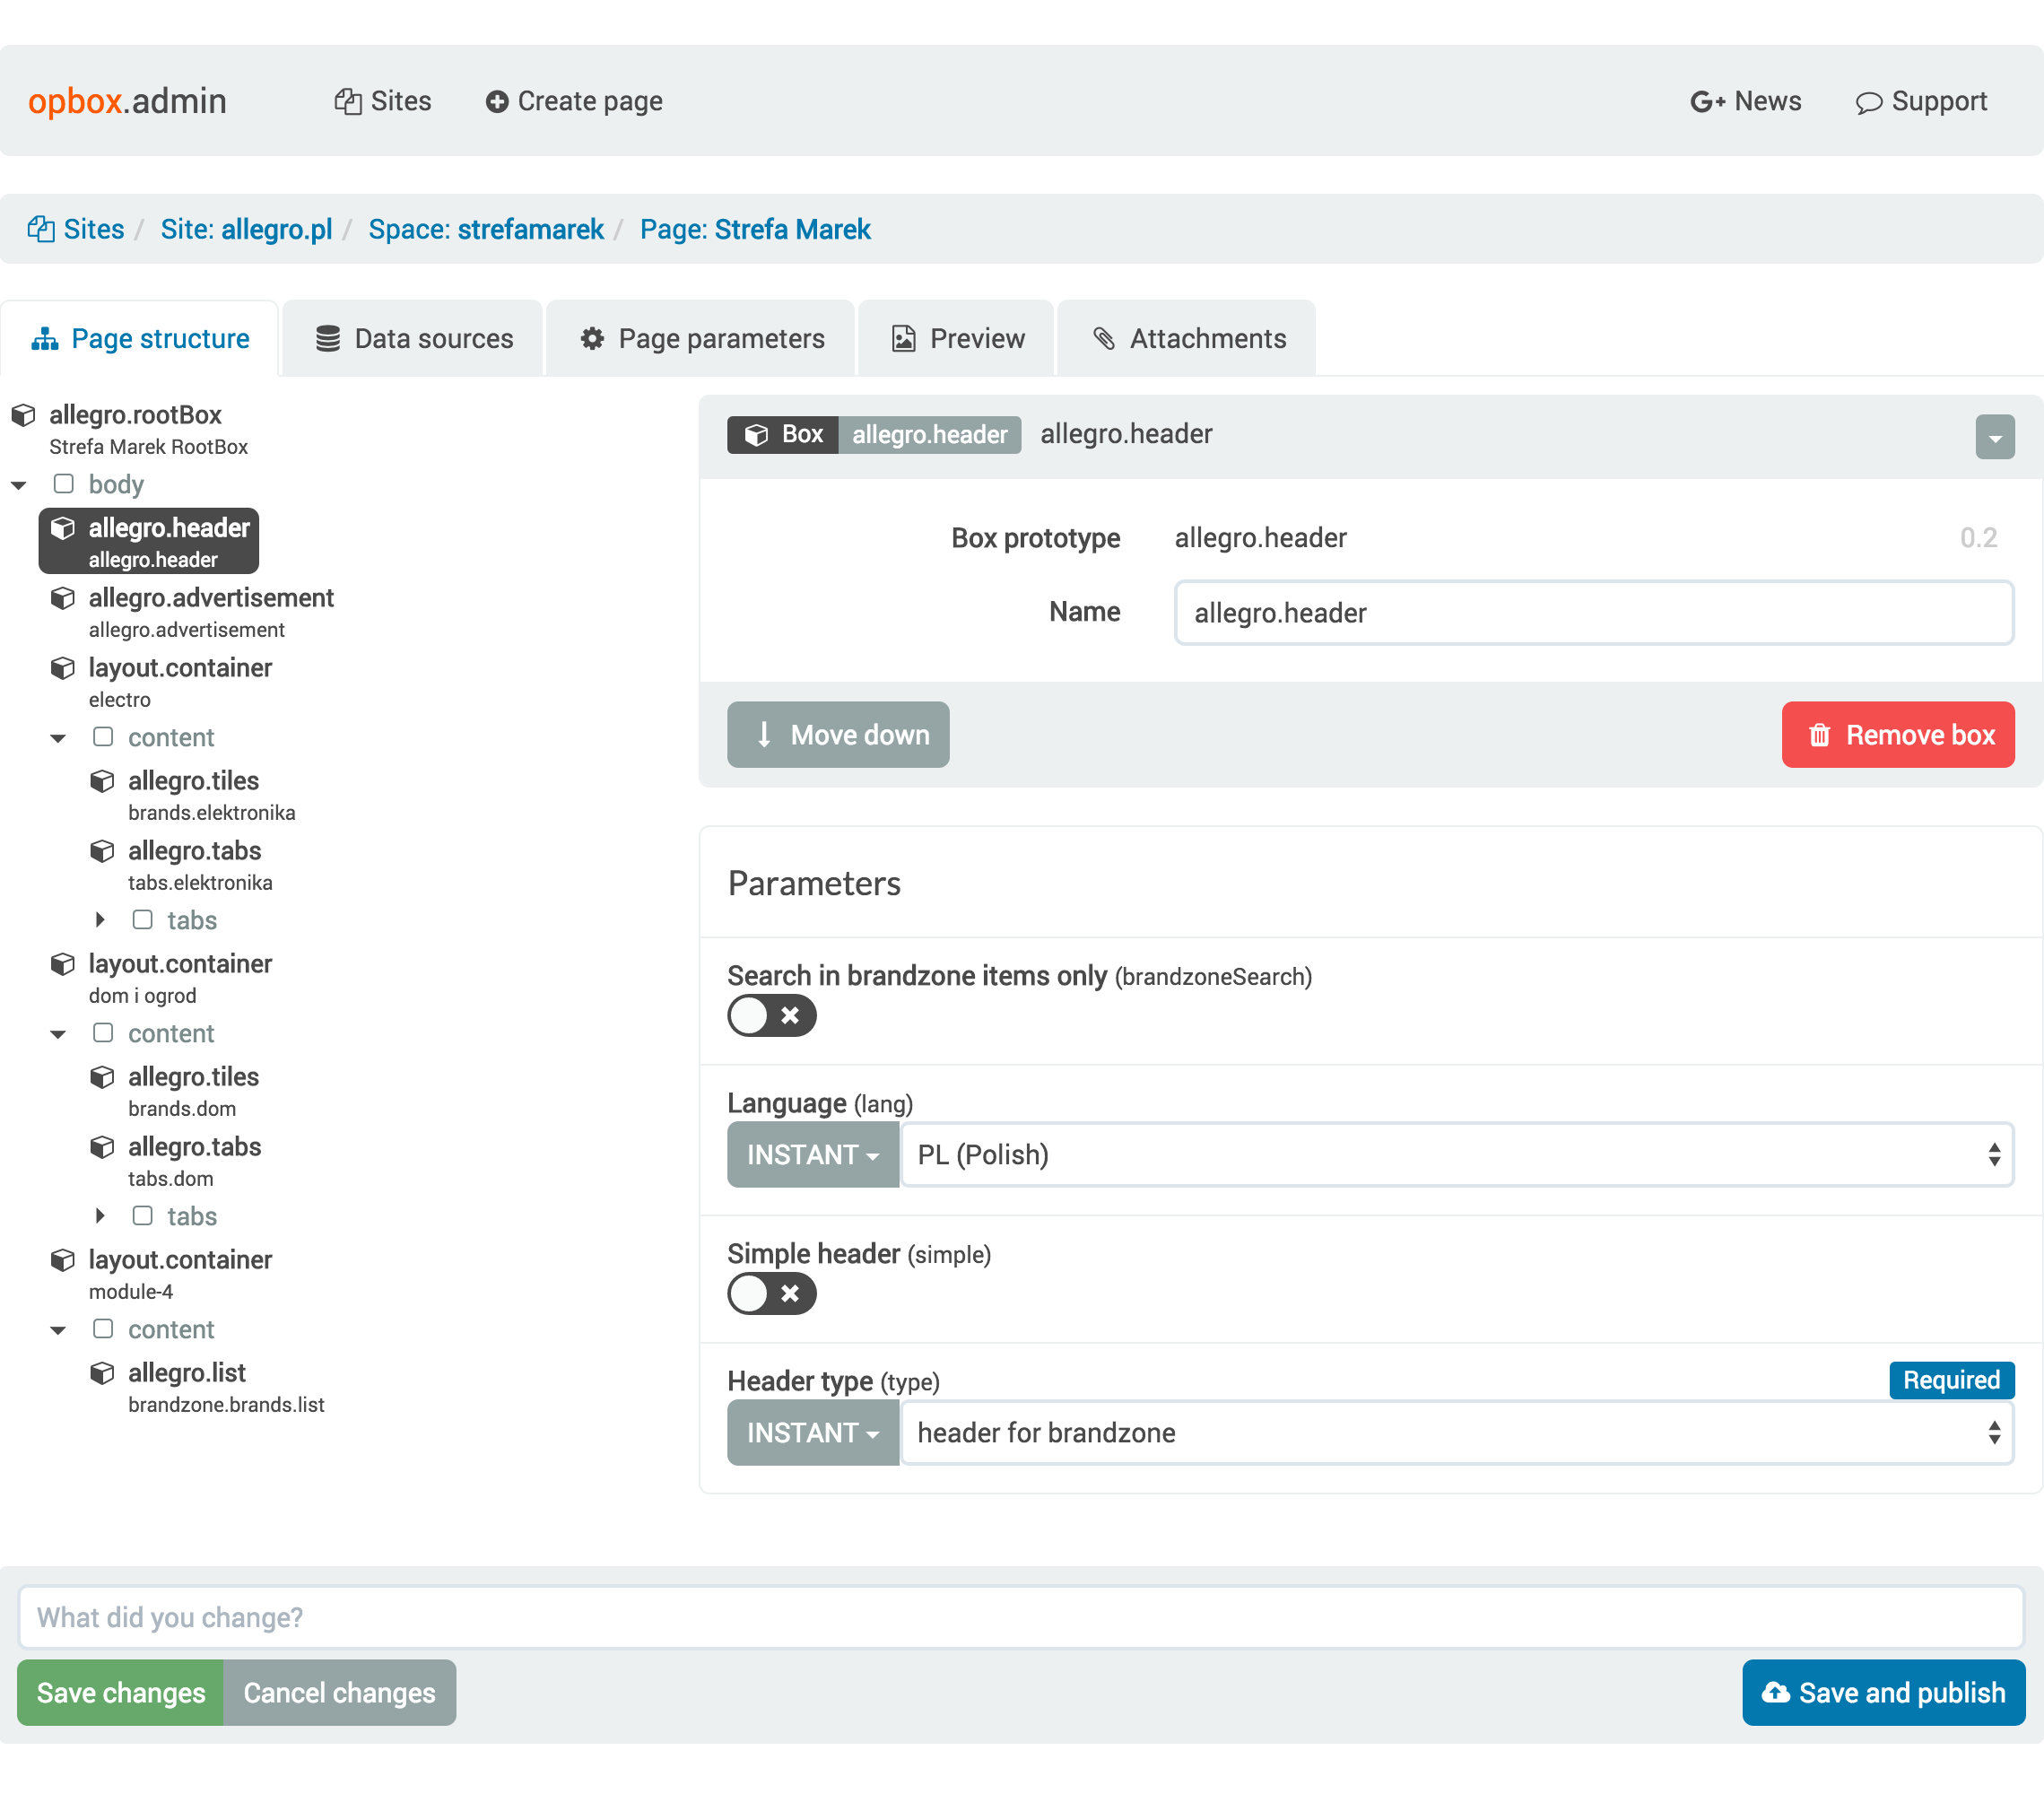 opbox.admin Sites Create page G+ News Support
Sites / Site: allegro.pl / Space: strefamarek / Page: Strefa Marek
Page structure Data sources Page parameters Preview Attachments
allegro.rootBox
Strefa Marek RootBox
body
allegro.header
allegro.header
allegro.advertisement
allegro.advertisement
layout.container
electro
content
allegro.tiles
brands.elektronika
allegro.tabs
tabs.elektronika
tabs
layout.container
dom i ogrod
content
allegro.tiles
brands.dom
allegro.tabs
tabs.dom
tabs
layout.container
module-4
content
allegro.list
brandzone.brands.list
Box allegro.header allegro.header
Box prototype allegro.header 0.2
Name allegro.header
Move down Remove box
Parameters
Search in brandzone items only (brandzoneSearch)
Language (lang)
INSTANT PL (Polish)
Simple header (simple)
Header type (type) Required
INSTANT header for brandzone
What did you change?
Save changes Cancel changes Save and publish